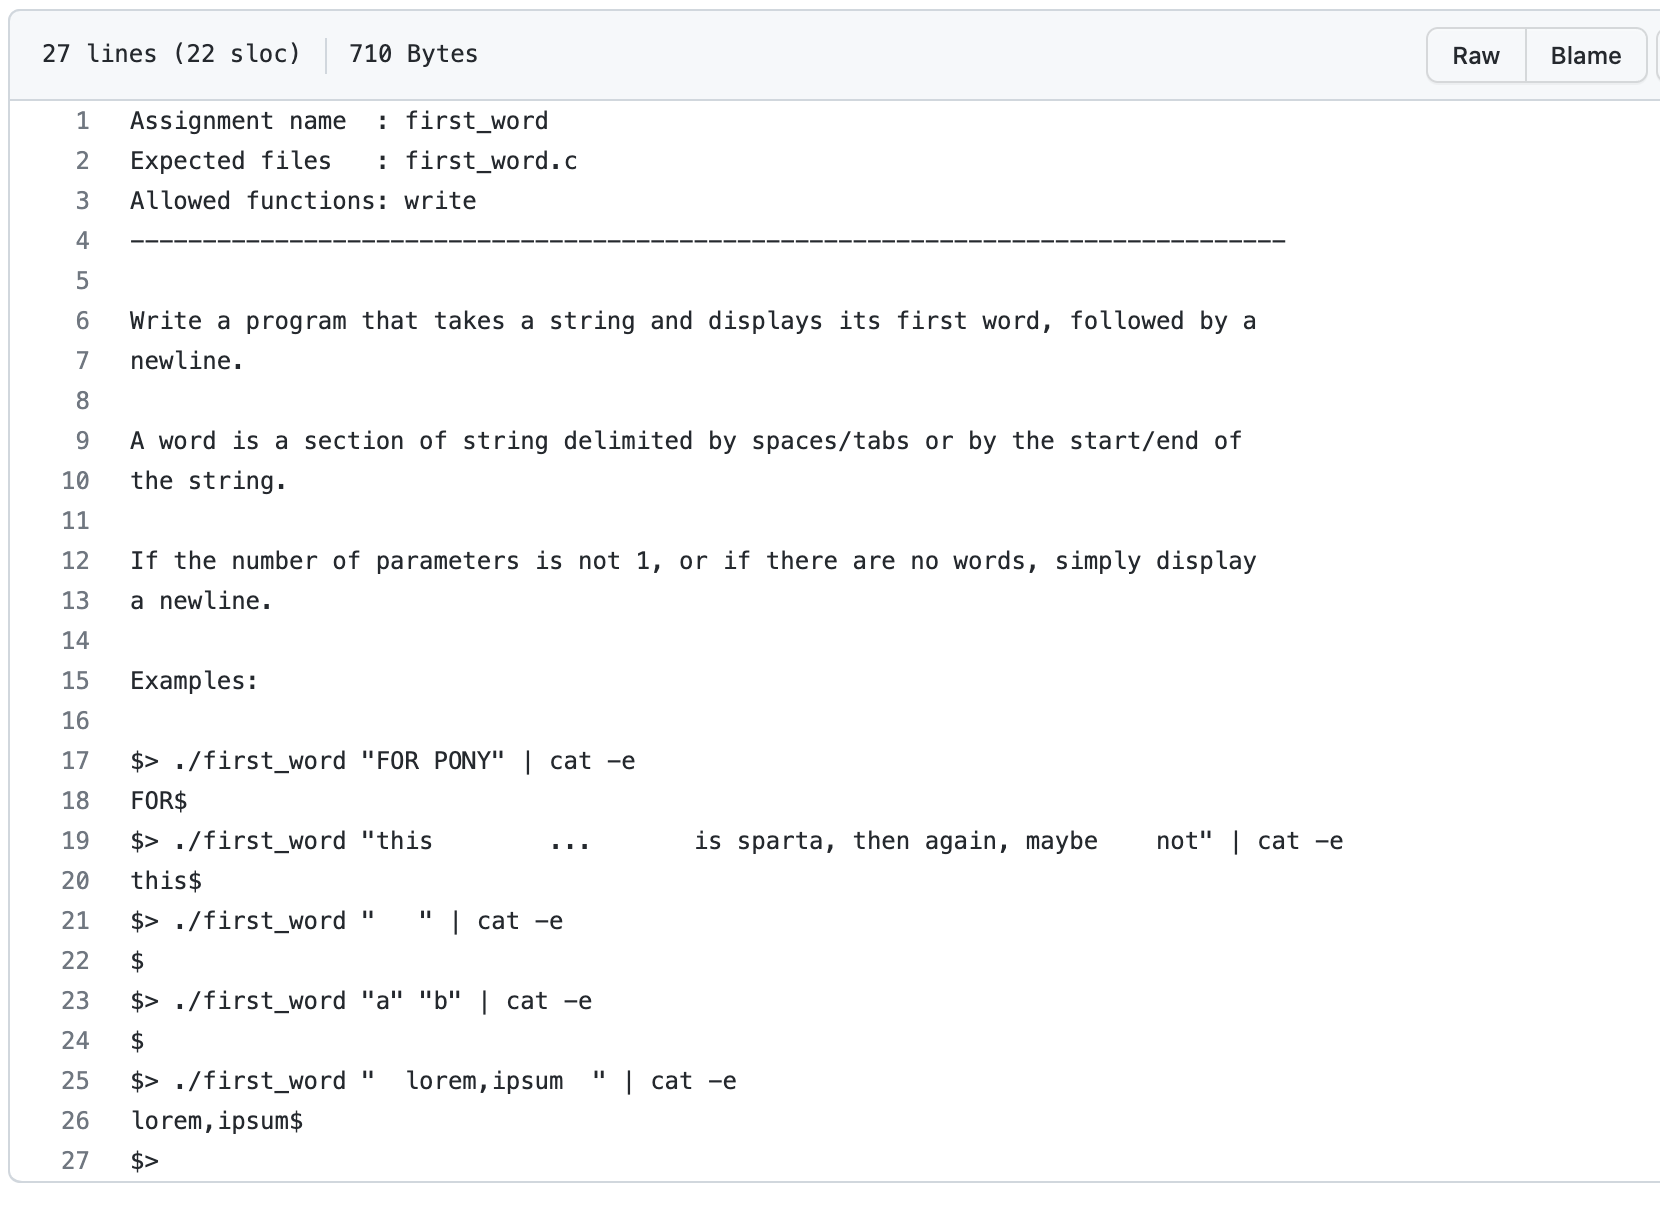 27 lines (22 sloc) 710 Bytes Raw Blame
1 Assignment name  : first_word
2 Expected files   : first_word.c
3 Allowed functions: write
4 --------------------------------------------------------------------------------
5
6 Write a program that takes a string and displays its first word, followed by a
7 newline.
8
9 A word is a section of string delimited by spaces/tabs or by the start/end of
10 the string.
11
12 If the number of parameters is not 1, or if there are no words, simply display
13 a newline.
14
15 Examples:
16
17 $> ./first_word "FOR PONY" | cat -e
18 FOR$
19 $> ./first_word "this        ...       is sparta, then again, maybe    not" | cat -e
20 this$
21 $> ./first_word "   " | cat -e
22 $
23 $> ./first_word "a" "b" | cat -e
24 $
25 $> ./first_word "  lorem,ipsum  " | cat -e
26 lorem,ipsum$
27 $>